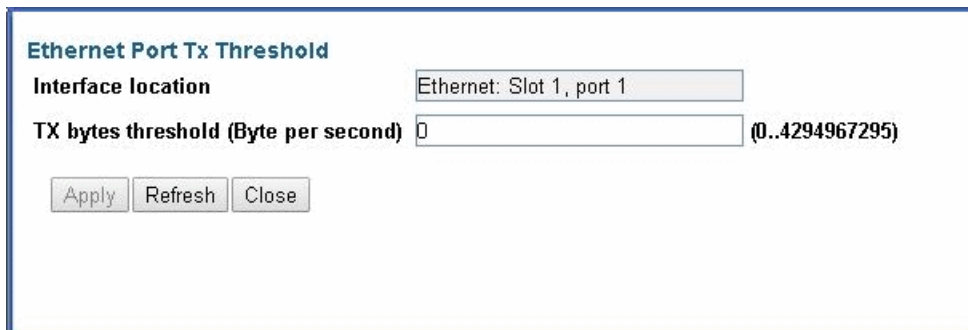 Ethernet Port Tx Threshold
Interface location Ethernet: Slot 1, port 1
TX bytes threshold (Byte per second) 0 (0..4294967295)
Apply Refresh Close